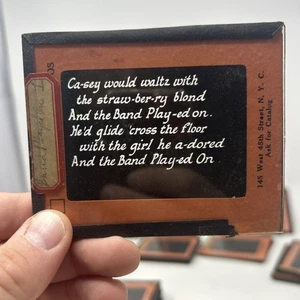 Ca-sey would waltz with
the straw-ber-ry blond
And the Band Play-ed on.
He'd glide 'cross the floor
with the girl he a-dored
And the Band Play-ed On
145 West 45th Street, N. Y. C.
Ask for Catalog